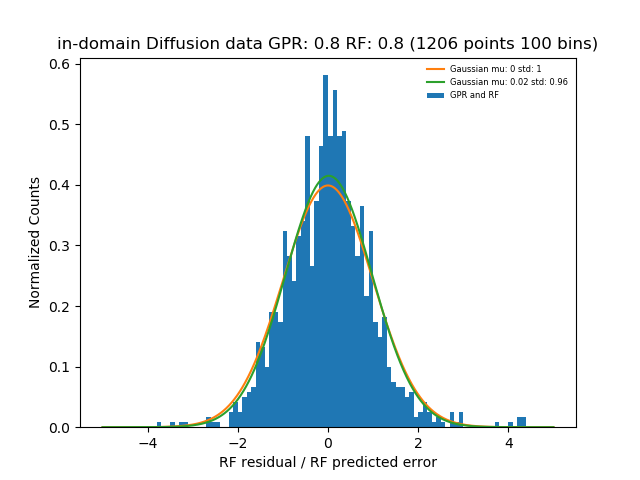 in-domain Diffusion data GPR: 0.8 RF: 0.8 (1206 points 100 bins)
Gaussian mu: 0 std: 1
Gaussian mu: 0.02 std: 0.96
GPR and RF
Normalized Counts
0.6
0.5
0.4
0.3
0.2
0.1
0.0
−4 −2 0 2 4
RF residual / RF predicted error